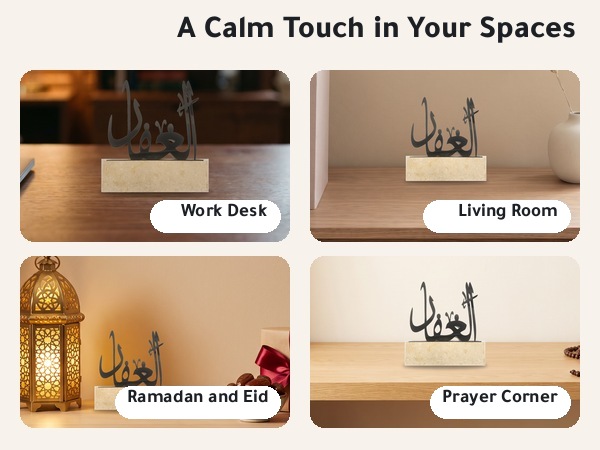 A Calm Touch in Your Spaces
الغفار
Work Desk
الغفار
Living Room
الغفار
Ramadan and Eid
الغفار
Prayer Corner